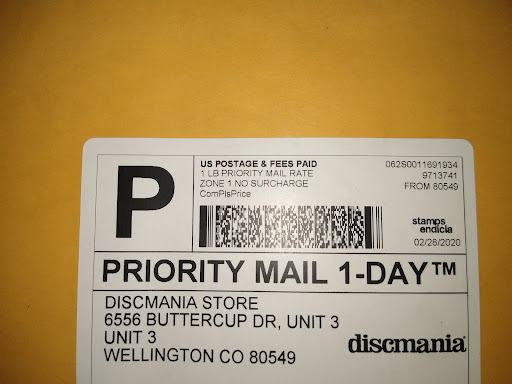 P
US POSTAGE & FEES PAID
1 LB PRIORITY MAIL RATE
ZONE 1 NO SURCHARGE
ComPlsPrice
062S0011691934
9713741
FROM 80549
stamps
endicia
02/26/2020
PRIORITY MAIL 1-DAY™
DISCMANIA STORE
6556 BUTTERCUP DR, UNIT 3
UNIT 3
WELLINGTON CO 80549
discmania